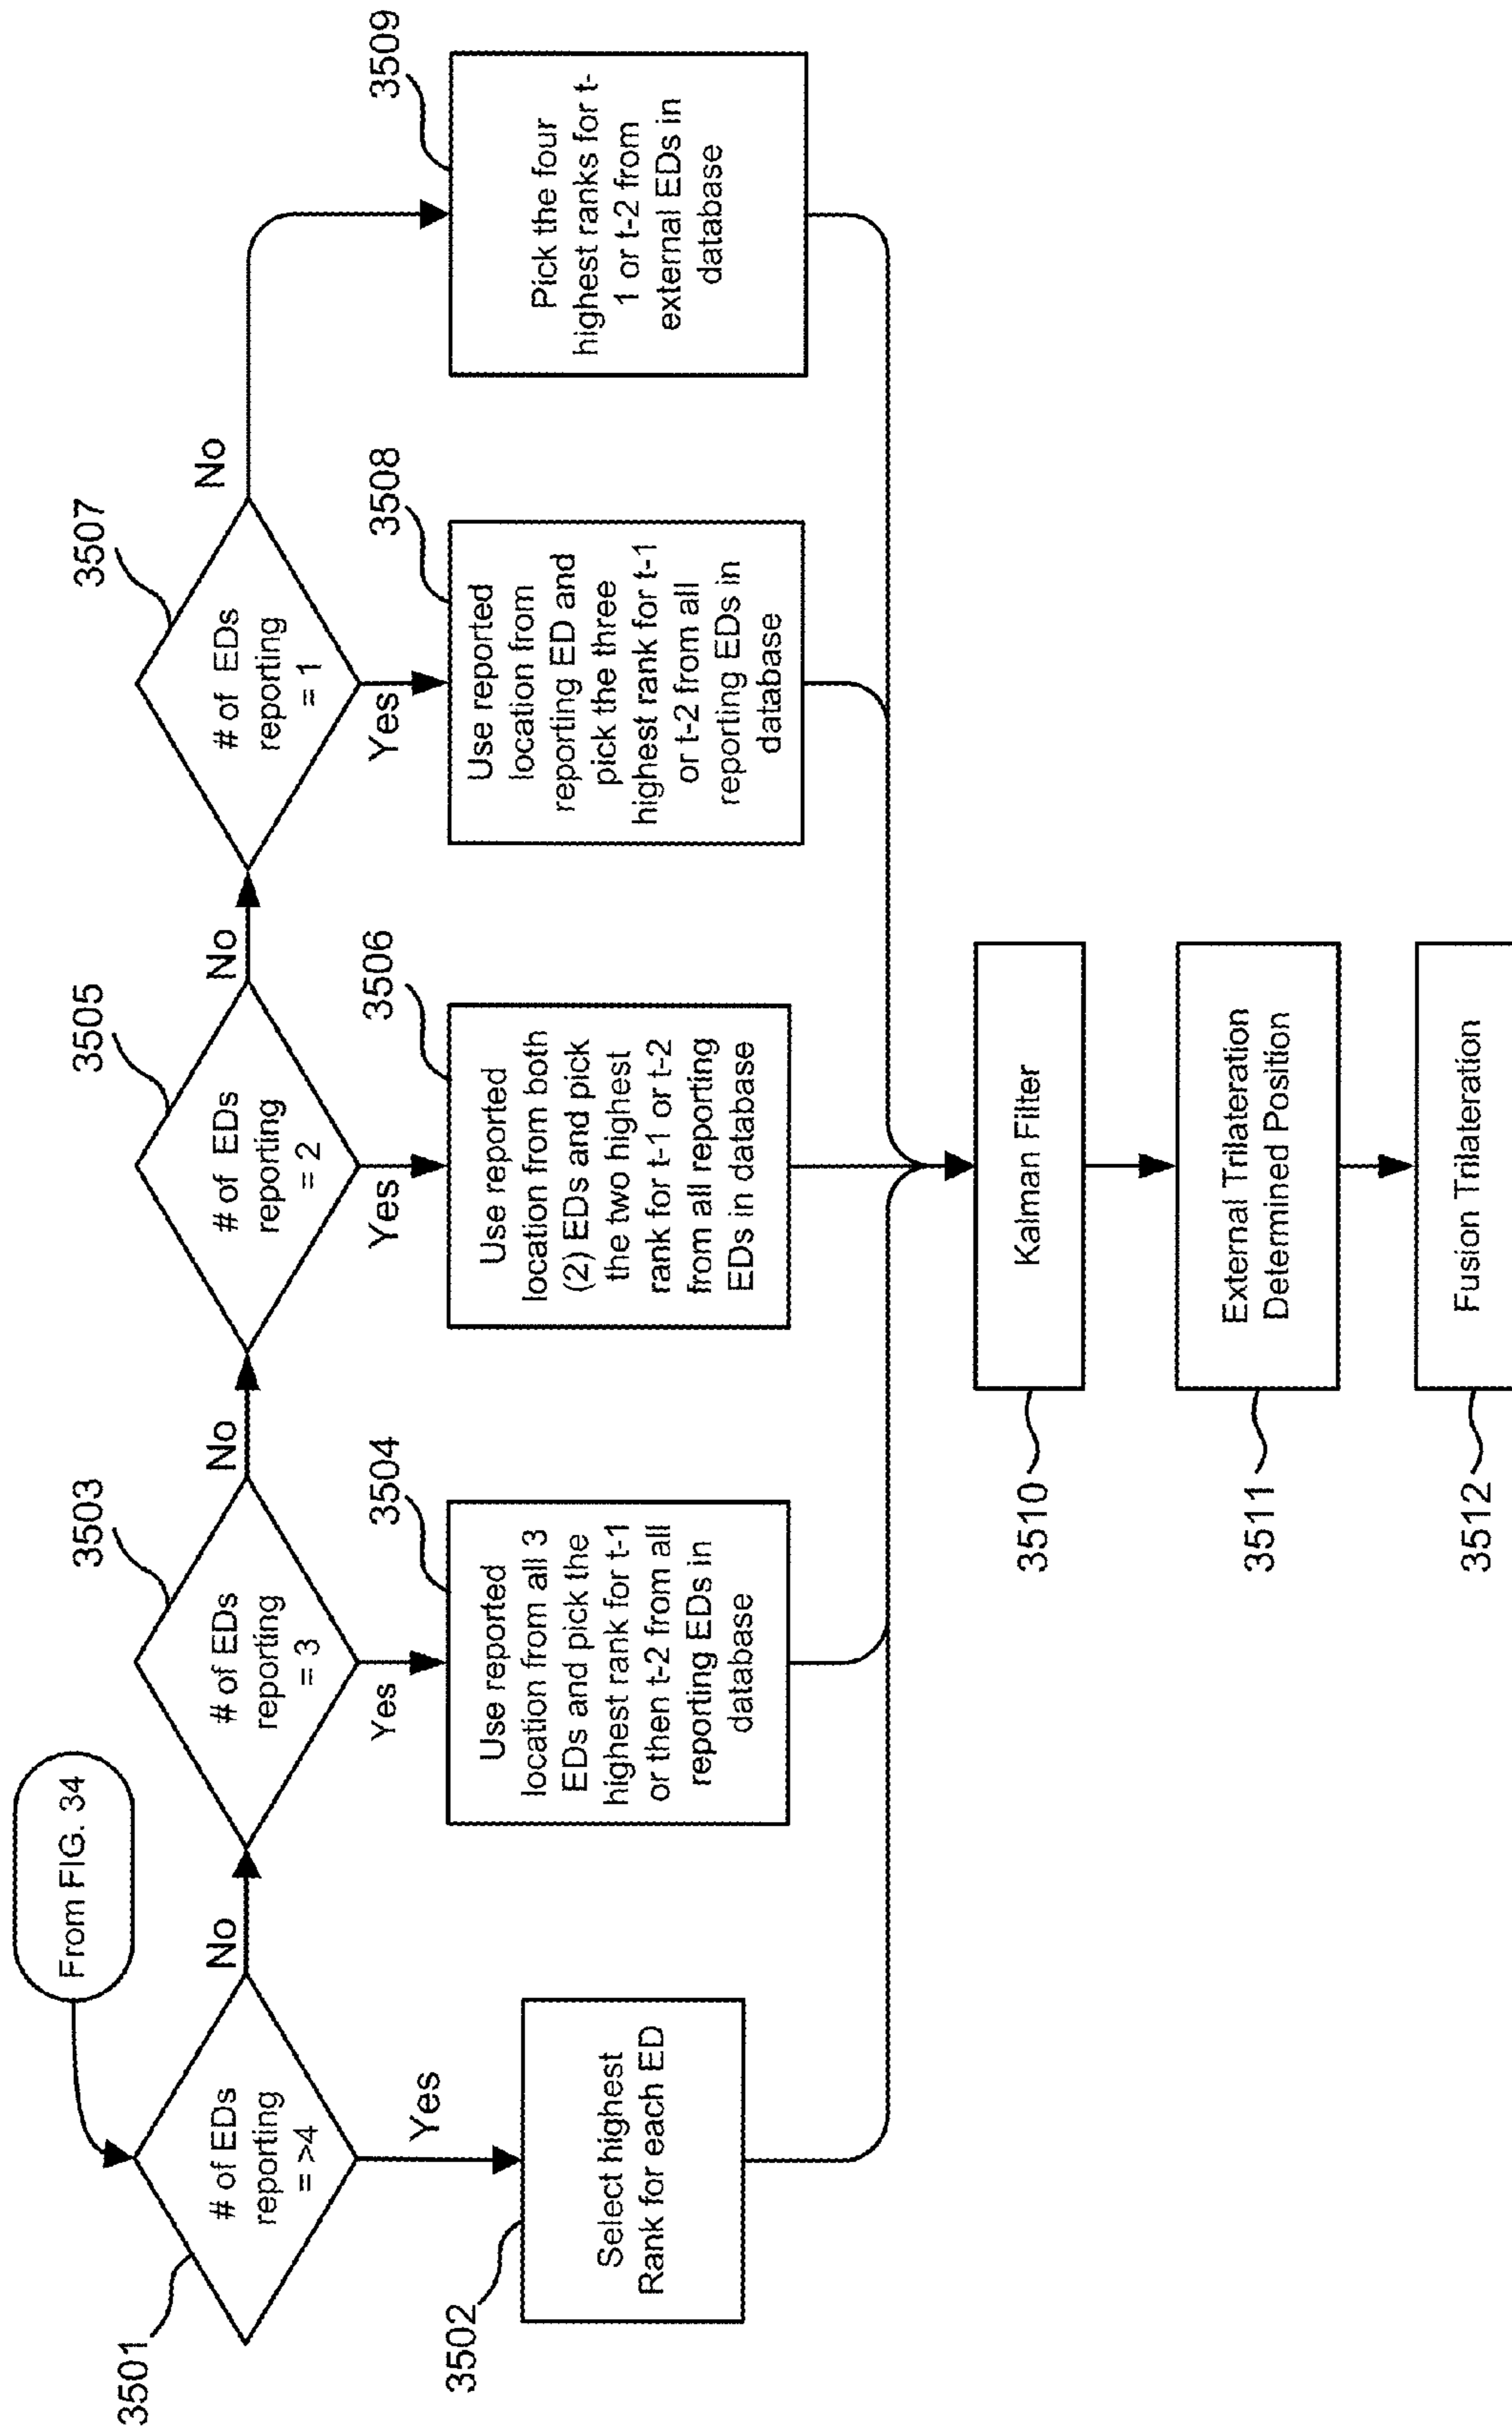 From FIG. 34
3501
# of EDs
reporting
= >4
No
Yes
3502
Select highest
Rank for each ED
3503
# of EDs
reporting
= 3
No
Yes
3504
Use reported
location from all 3
EDs and pick the
highest rank for t-1
or then t-2 from all
reporting EDs in
database
3505
# of EDs
reporting
= 2
No
Yes
3506
Use reported
location from both
(2) EDs and pick
the two highest
rank for t-1 or t-2
from all reporting
EDs in database
3507
# of EDs
reporting
= 1
No
Yes
3508
Use reported
location from
reporting ED and
pick the three
highest rank for t-1
or t-2 from all
reporting EDs in
database
3509
Pick the four
highest ranks for t-
1 or t-2 from
external EDs in
database
3510
Kalman Filter
3511
External Trilateration
Determined Position
3512
Fusion Trilateration